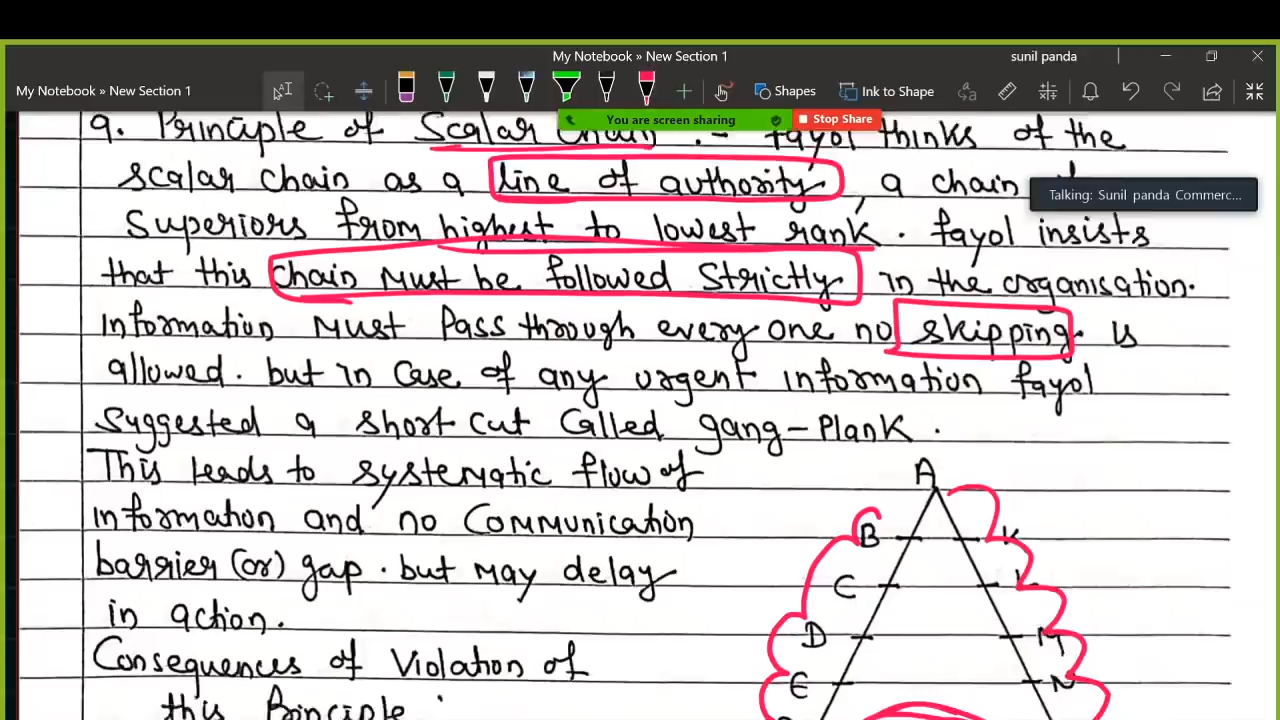 My Notebook » New Section 1
sunil panda
My Notebook » New Section 1
Shapes
Ink to Shape
You are screen sharing
Stop Share
9. Principle of Scalar Chain :- fayol thinks of the
Scalar chain as a line of authority, a chain
Talking: Sunil panda Commerc...
Superiors from highest to lowest rank. fayol insists
that this chain Must be followed Strictly in the organisation.
Information Must Pass through every one no skipping is
allowed. but in case of any urgent information fayol
suggested a short cut Called gang-Plank.
This leads to systematic flow of
information and no Communication
barrier (or) gap. but may delay
in action.
Consequences of Violation of
this Principle
A
B
C
D
M
E
N